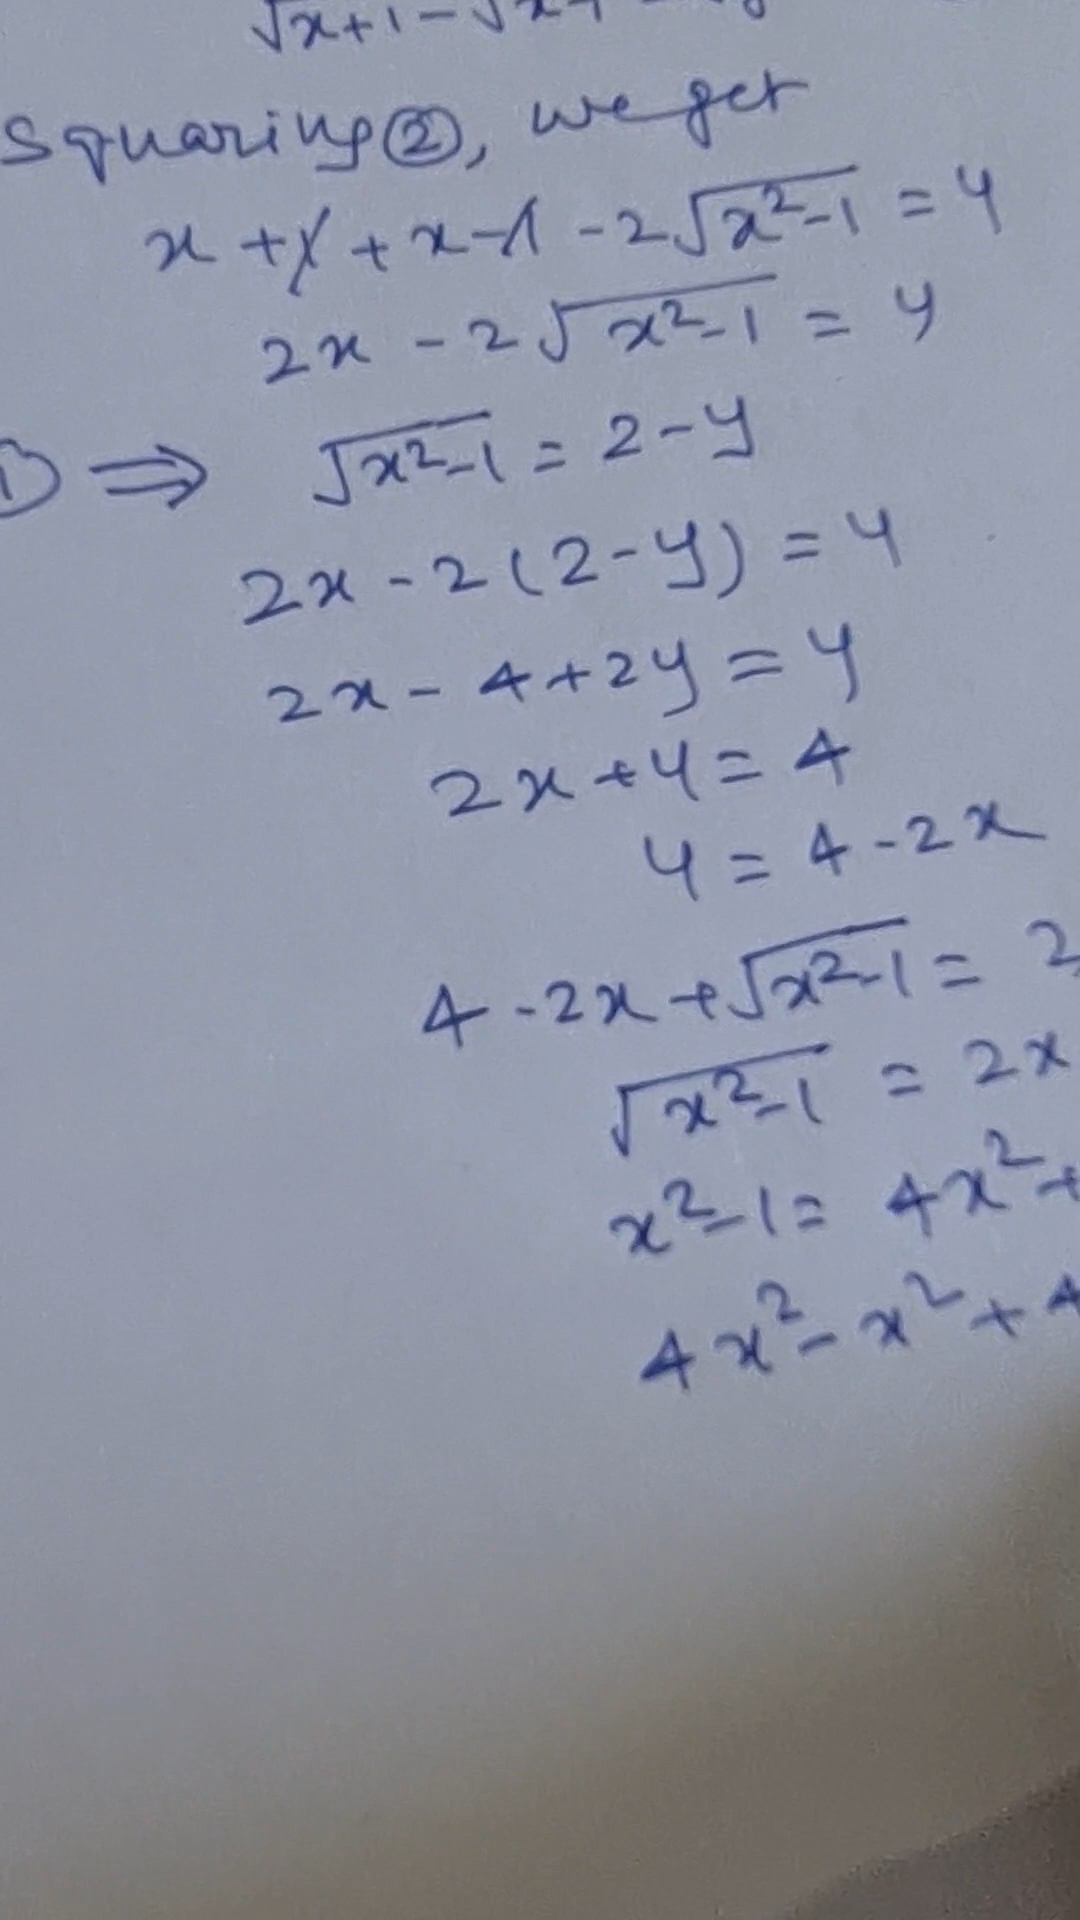 √x+1 - √x
squaring ②, we get
x + 1 + x - 1 - 2√x²-1 = y
2x - 2√x²-1 = y
① ⇒ √x²-1 = 2-y
2x - 2(2-y) = y
2x - 4 + 2y = y
2x + y = 4
y = 4 - 2x
4 - 2x + √x²-1 = 2
√x²-1 = 2x
x²-1 = 4x² +
4x² - x² + 4